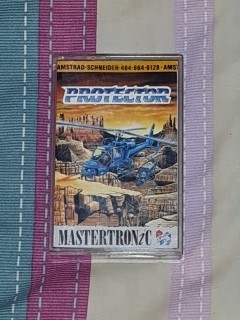 AMSTRAD-SCHNEIDER-464-664-6128-AMS
PROTECTOR
MASTERTRONIC